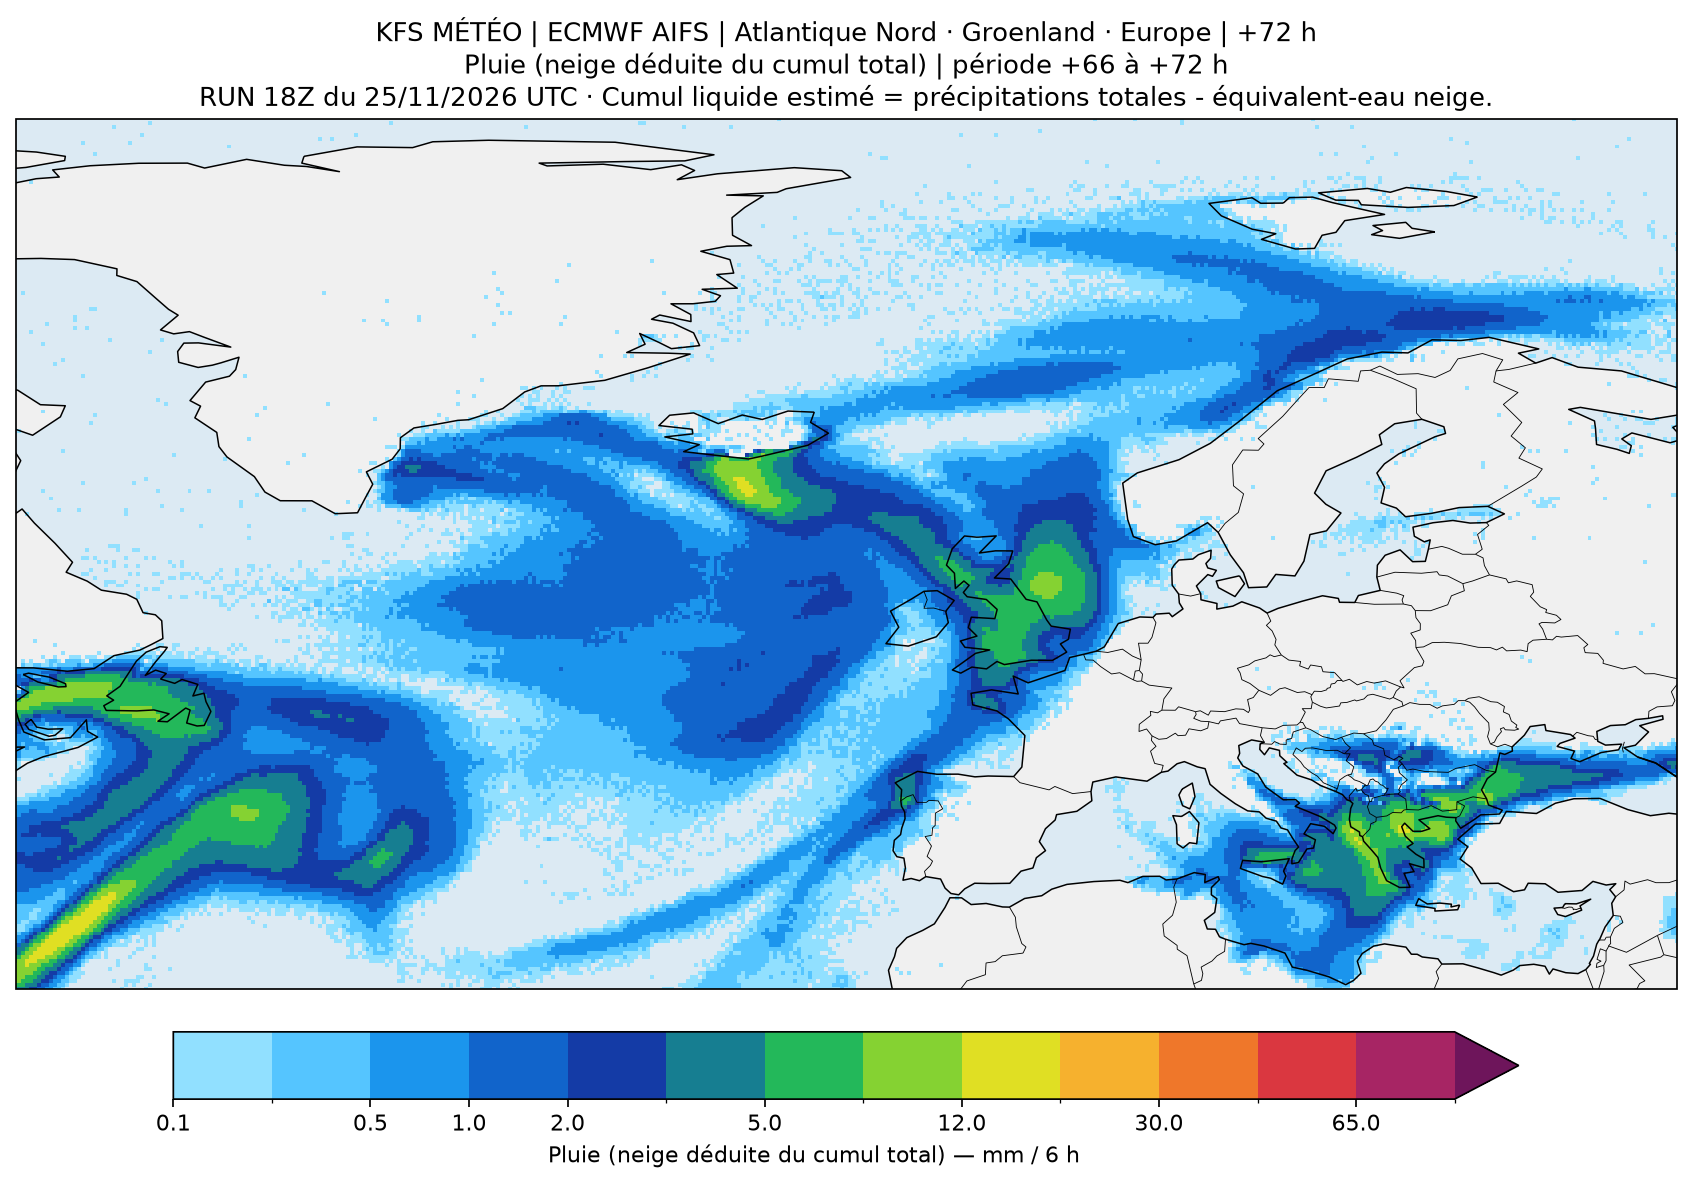 KFS MÉTÉO | ECMWF AIFS | Atlantique Nord · Groenland · Europe | +72 h
Pluie (neige déduite du cumul total) | période +66 à +72 h
RUN 18Z du 25/11/2026 UTC · Cumul liquide estimé = précipitations totales - équivalent-eau neige.
0.1 0.5 1.0 2.0 5.0 12.0 30.0 65.0
Pluie (neige déduite du cumul total) — mm / 6 h